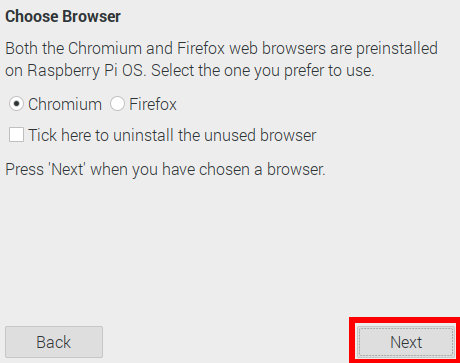 Choose Browser
Both the Chromium and Firefox web browsers are preinstalled
on Raspberry Pi OS. Select the one you prefer to use.
Chromium Firefox
Tick here to uninstall the unused browser
Press 'Next' when you have chosen a browser.
Back Next